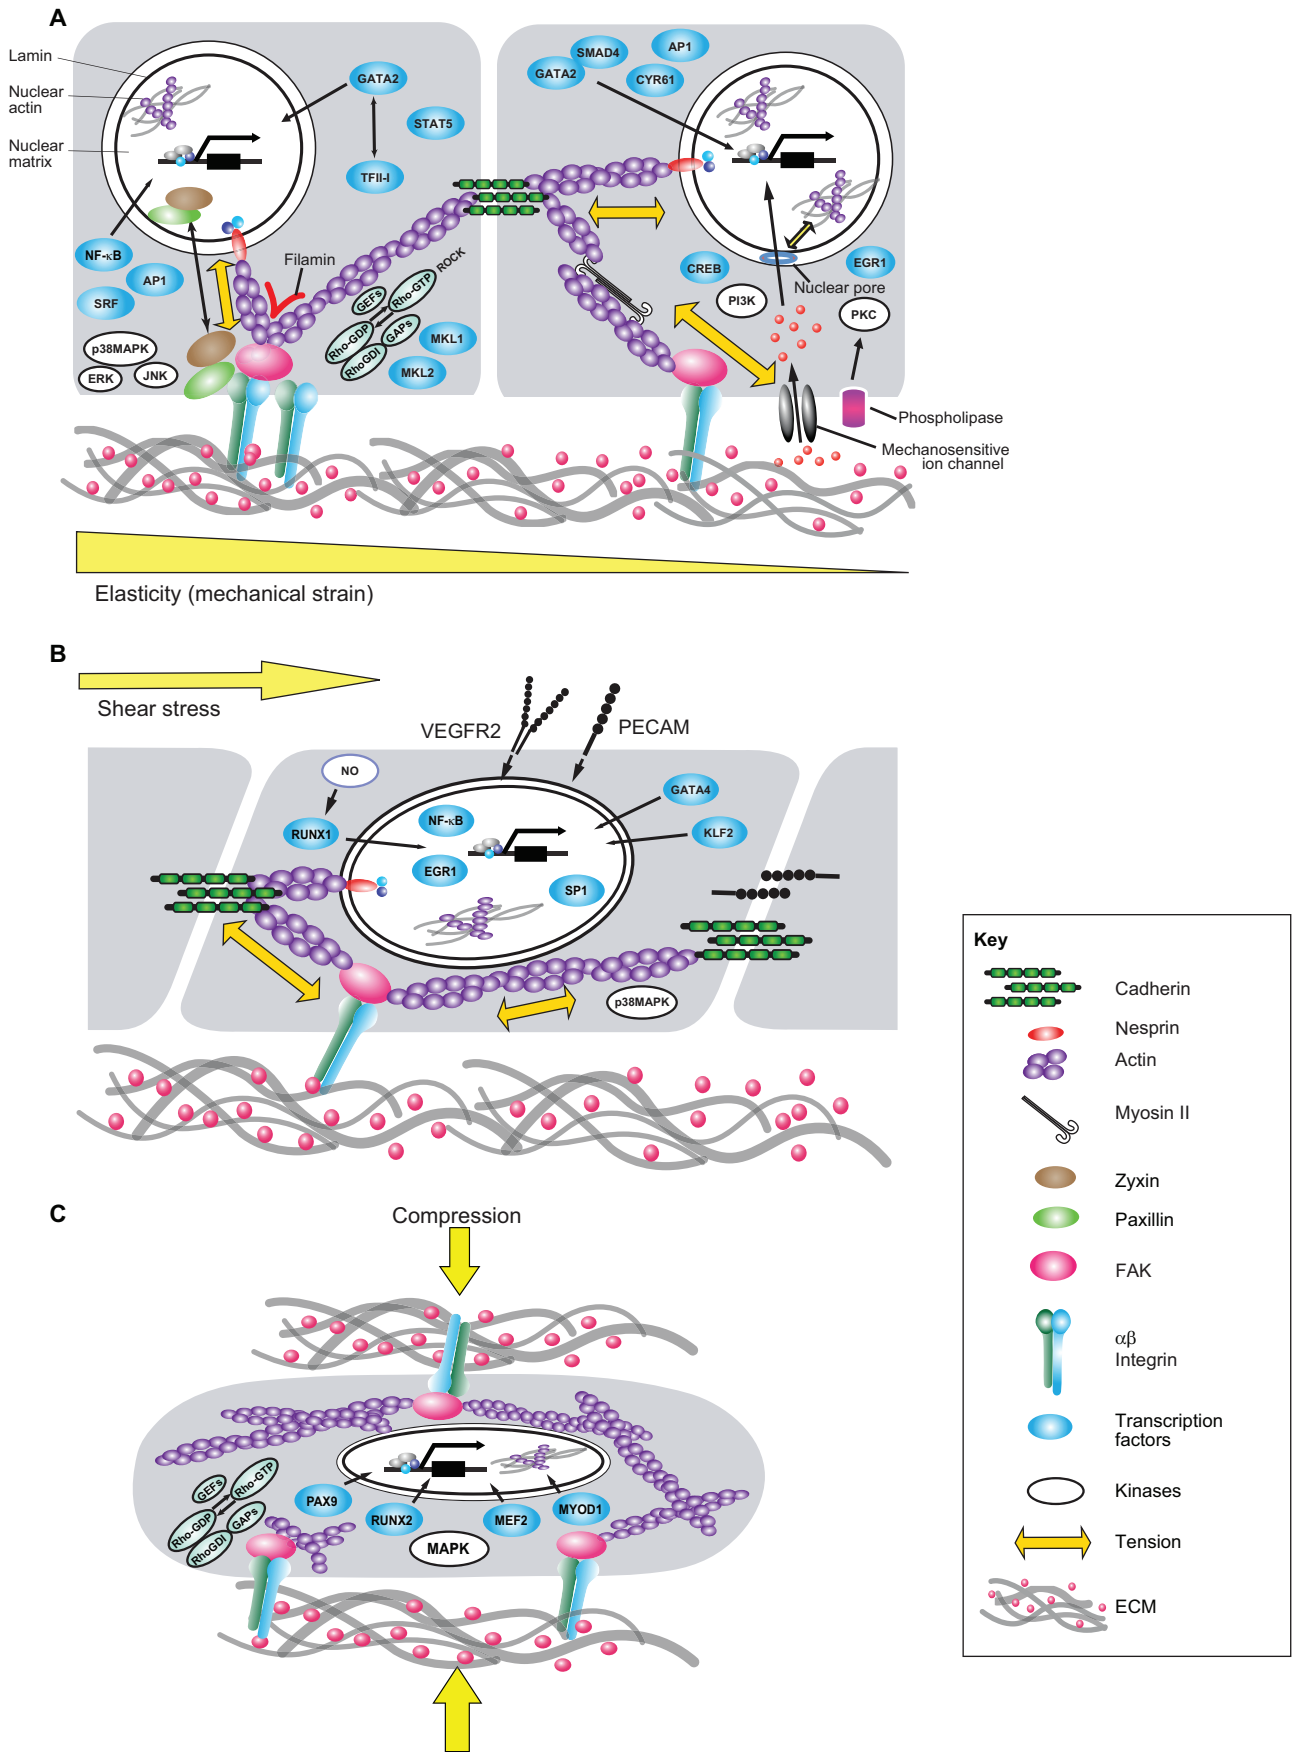 A
Lamin
Nuclear
actin
Nuclear
matrix
GATA2
STAT5
TFII-I
NF-κB
AP1
SRF
p38MAPK
ERK
JNK
Filamin
ROCK
GEFs
Rho-GTP
Rho-GDP
GAPs
RhoGDI
MKL1
MKL2
SMAD4
AP1
GATA2
CYR61
CREB
EGR1
Nuclear pore
PI3K
PKC
Phospholipase
Mechanosensitive
ion channel
Elasticity (mechanical strain)
B
Shear stress
VEGFR2
PECAM
NO
GATA4
RUNX1
NF-κB
KLF2
EGR1
SP1
p38MAPK
C
Compression
GEFs
Rho-GTP
Rho-GDP
GAPs
RhoGDI
PAX9
RUNX2
MEF2
MYOD1
MAPK
Key
Cadherin
Nesprin
Actin
Myosin II
Zyxin
Paxillin
FAK
αβ
Integrin
Transcription
factors
Kinases
Tension
ECM